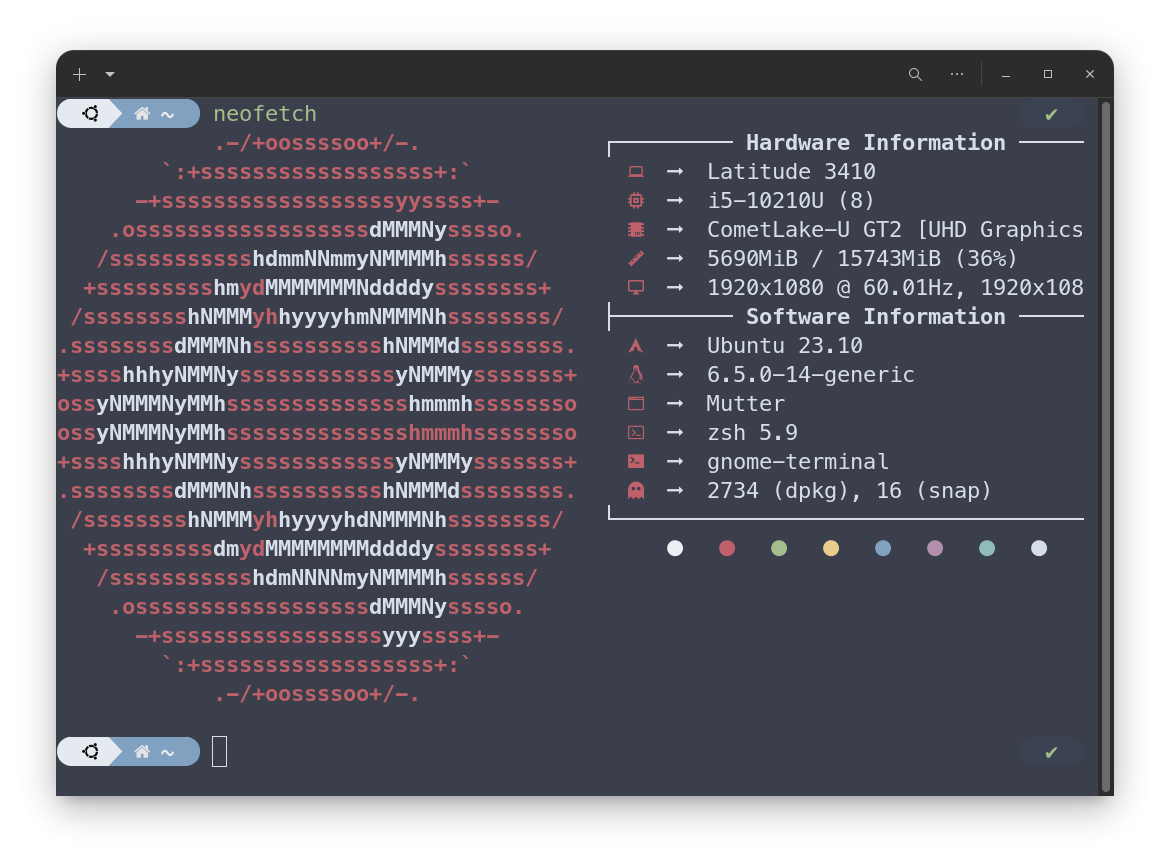 ~ neofetch ✔
.-/+oossssoo+/-.
`:+ssssssssssssssssss+:`
-+ssssssssssssssssssyyssss+-
.ossssssssssssssssssdMMMNysssso.
/ssssssssssshdmmNNmmyNMMMMhssssss/
+ssssssssshmydMMMMMMMNddddyssssssss+
/sssssssshNMMMyhhyyyyhmNMMMNhssssssss/
.ssssssssdMMMNhsssssssssshNMMMdssssssss.
+sssshhhyNMMNyssssssssssssyNMMMysssssss+
ossyNMMMNyMMhsssssssssssssshmmmhssssssso
ossyNMMMNyMMhsssssssssssssshmmmhssssssso
+sssshhhyNMMNyssssssssssssyNMMMysssssss+
.ssssssssdMMMNhsssssssssshNMMMdssssssss.
/sssssssshNMMMyhhyyyyhdNMMMNhssssssss/
+sssssssssdmydMMMMMMMMddddyssssssss+
/ssssssssssshdmNNNNmyNMMMMhssssss/
.ossssssssssssssssssdMMMNysssso.
-+sssssssssssssssssyyyssss+-
`:+ssssssssssssssssss+:`
.-/+oossssoo+/-.
Hardware Information
→ Latitude 3410
→ i5-10210U (8)
→ CometLake-U GT2 [UHD Graphics
→ 5690MiB / 15743MiB (36%)
→ 1920x1080 @ 60.01Hz, 1920x108
Software Information
→ Ubuntu 23.10
→ 6.5.0-14-generic
→ Mutter
→ zsh 5.9
→ gnome-terminal
→ 2734 (dpkg), 16 (snap)
~ ✔